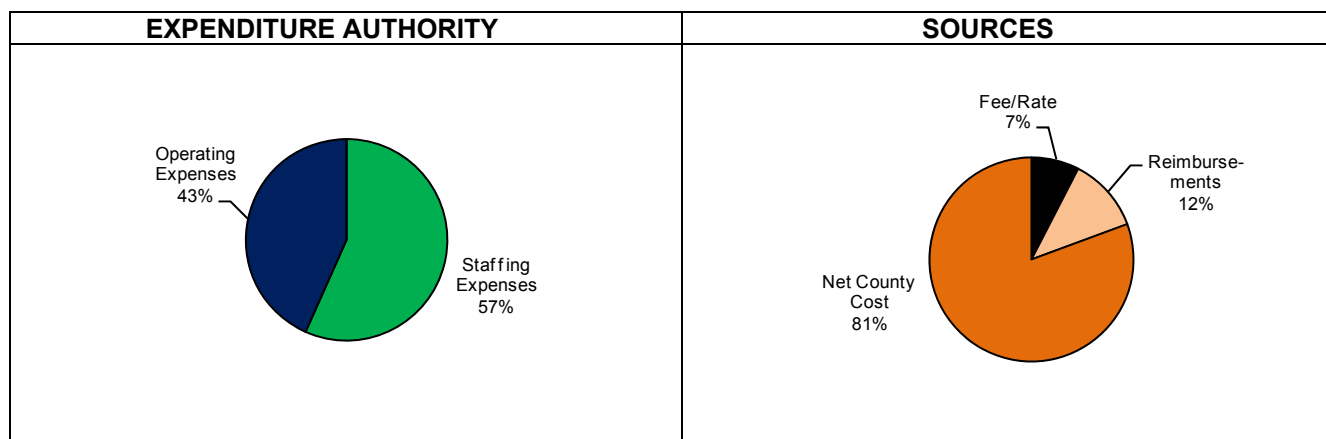 EXPENDITURE AUTHORITY
SOURCES
Operating
Expenses
43%
Staffing
Expenses
57%
Fee/Rate
7%
Reimburse-
ments
12%
Net County
Cost
81%